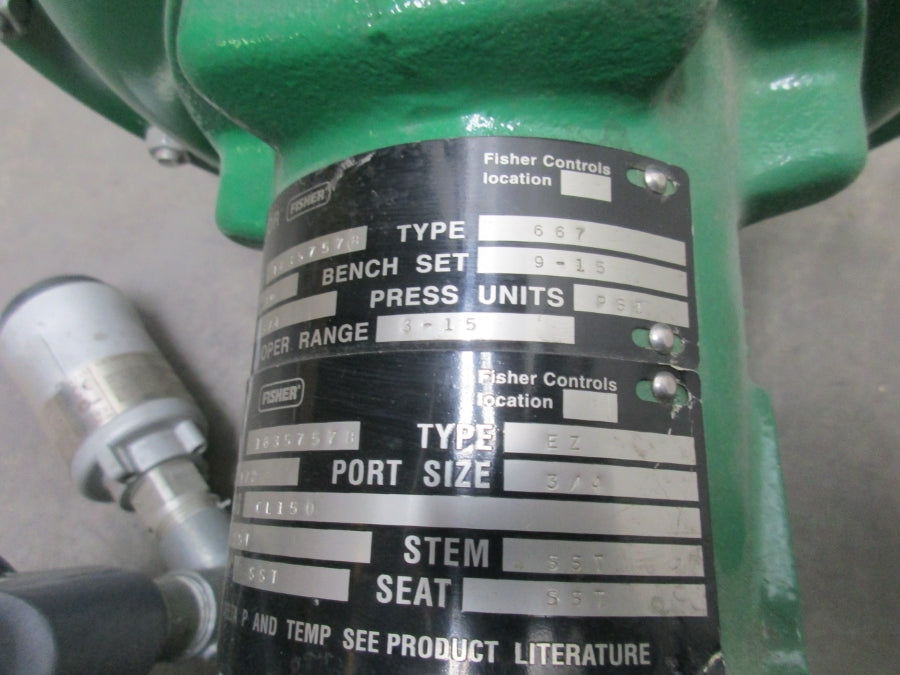 Fisher Controls
location
FISHER
TYPE 667
BENCH SET 9-15
PRESS UNITS PSI
OPER RANGE 3-15
Fisher Controls
location
FISHER
TYPE EZ
PORT SIZE 3/4
CL150
STEM SST
SST SEAT SST
P AND TEMP SEE PRODUCT LITERATURE